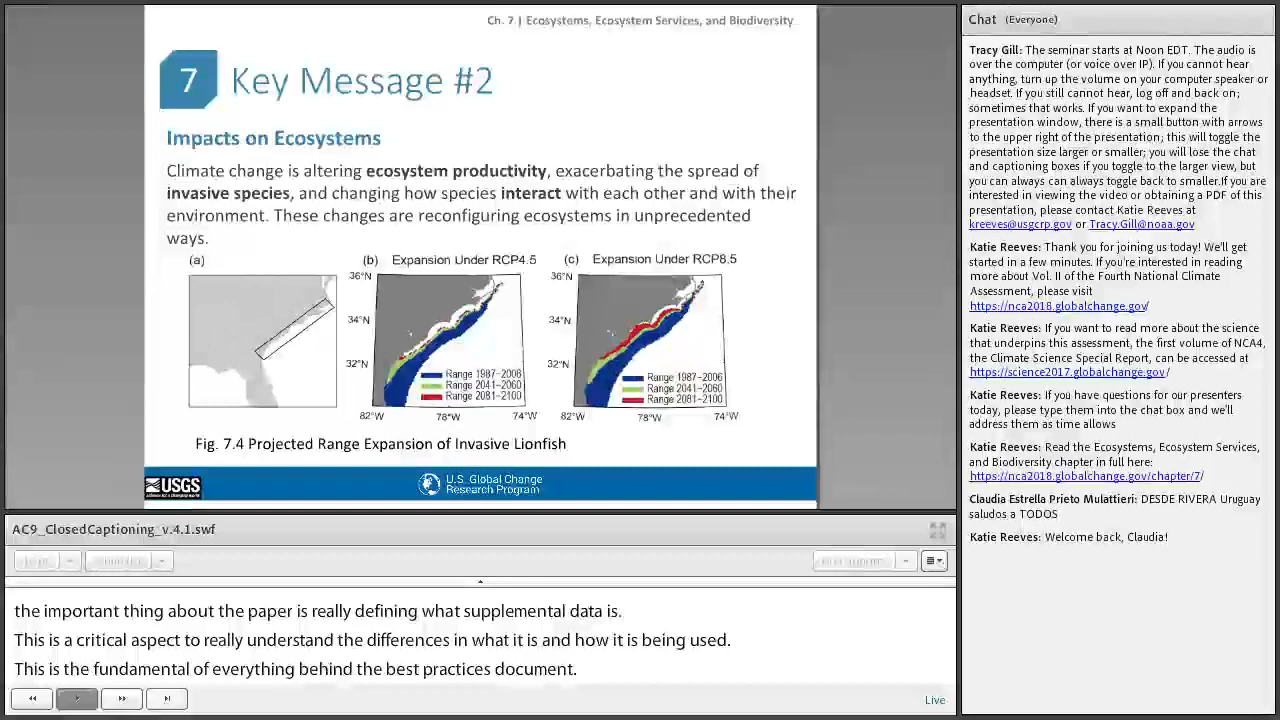 Ch. 7 | Ecosystems, Ecosystem Services, and Biodiversity
7
Key Message #2
Impacts on Ecosystems
Climate change is altering ecosystem productivity, exacerbating the spread of
invasive species, and changing how species interact with each other and with their
environment. These changes are reconfiguring ecosystems in unprecedented
ways.
(a)
(b) Expansion Under RCP4.5
(c) Expansion Under RCP8.5
36°N
34°N
32°N
Range 1987–2006
Range 2041–2060
Range 2081–2100
82°W 78°W 74°W
36°N
34°N
32°N
Range 1987–2006
Range 2041–2060
Range 2081–2100
82°W 78°W 74°W
Fig. 7.4 Projected Range Expansion of Invasive Lionfish
USGS
U.S. Global Change
Research Program
AC9_ClosedCaptioning_v.4.1.swf
the important thing about the paper is really defining what supplemental data is.
This is a critical aspect to really understand the differences in what it is and how it is being used.
This is the fundamental of everything behind the best practices document.
Live
Chat (Everyone)
Tracy Gill: The seminar starts at Noon EDT. The audio is
over the computer (or voice over IP). If you cannot hear
anything, turn up the volume on your computer speaker or
headset. If you still cannot hear, log off and back on;
sometimes that works. If you want to expand the
presentation window, there is a small button with arrows
to the upper right of the presentation; this will toggle the
presentation size larger or smaller; you will lose the chat
and captioning boxes if you toggle to the larger view, but
you can always can always toggle back to smaller.If you are
interested in viewing the video or obtaining a PDF of this
presentation, please contact Katie Reeves at
kreeves@usgcrp.gov or Tracy.Gill@noaa.gov
Katie Reeves: Thank you for joining us today! We'll get
started in a few minutes. If you're interested in reading
more about Vol. II of the Fourth National Climate
Assessment, please visit
https://nca2018.globalchange.gov/
Katie Reeves: If you want to read more about the science
that underpins this assessment, the first volume of NCA4,
the Climate Science Special Report, can be accessed at
https://science2017.globalchange.gov/
Katie Reeves: If you have questions for our presenters
today, please type them into the chat box and we'll
address them as time allows
Katie Reeves: Read the Ecosystems, Ecosystem Services,
and Biodiversity chapter in full here:
https://nca2018.globalchange.gov/chapter/7/
Claudia Estrella Prieto Mulattieri: DESDE RIVERA Uruguay
saludos a TODOS
Katie Reeves: Welcome back, Claudia!